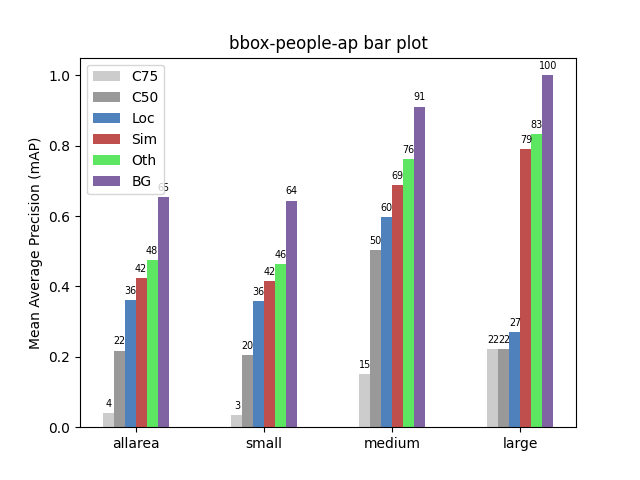 bbox-people-ap bar plot
Mean Average Precision (mAP)
1.0
0.8
0.6
0.4
0.2
0.0
C75
C50
Loc
Sim
Oth
BG
4 22 36 42 48 65
3 20 36 42 46 64
15 50 60 69 76 91
22 22 27 79 83 100
allarea small medium large